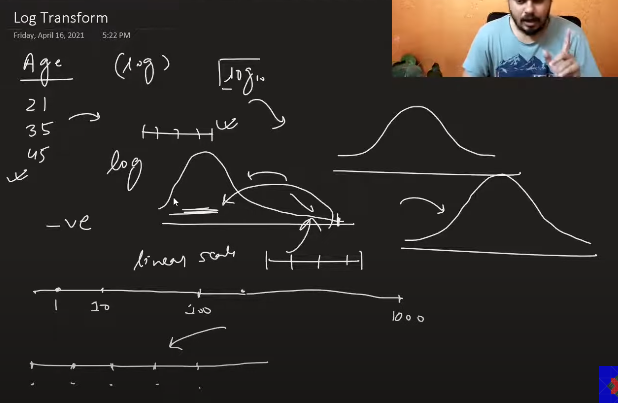 Log Transform
Friday, April 16, 2021 5:22 PM
Age (log) log10
21
35
45
log
-ve
linear scale
1 10 100 1000